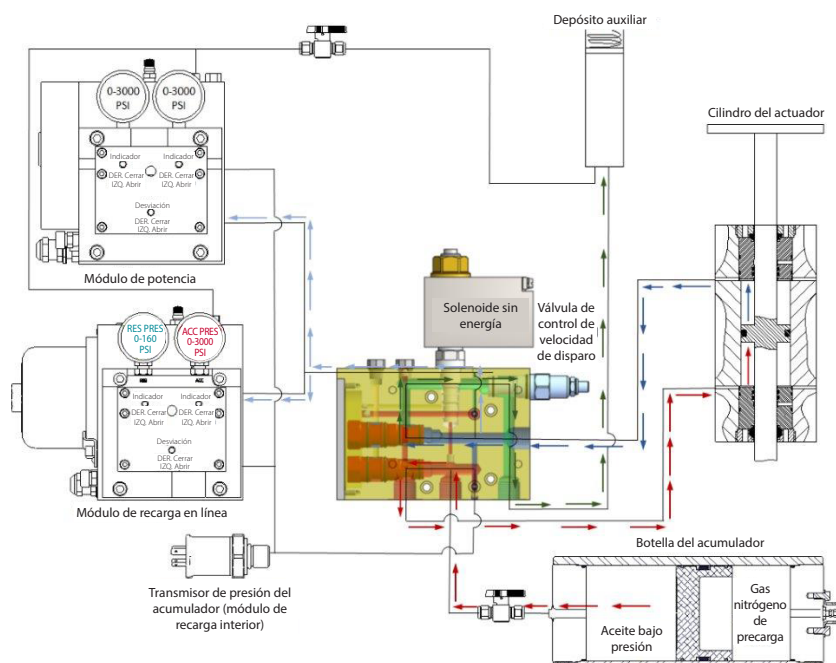 Depósito auxiliar
Cilindro del actuador
0-3000
PSI
0-3000
PSI
Indicador
Indicador
DER. Cerrar
IZQ. Abrir
DER. Cerrar
IZQ. Abrir
Desviación
DER. Cerrar
IZQ. Abrir
Módulo de potencia
Solenoide sin
energía
Válvula de
control de
velocidad
de disparo
RES PRES
0-160
PSI
ACC PRES
0-3000
PSI
RES
ACC
Indicador
Indicador
DER. Cerrar
IZQ. Abrir
DER. Cerrar
IZQ. Abrir
Desviación
DER. Cerrar
IZQ. Abrir
Módulo de recarga en línea
Transmisor de presión del
acumulador (módulo de
recarga interior)
Botella del acumulador
Aceite bajo
presión
Gas
nitrógeno
de
precarga